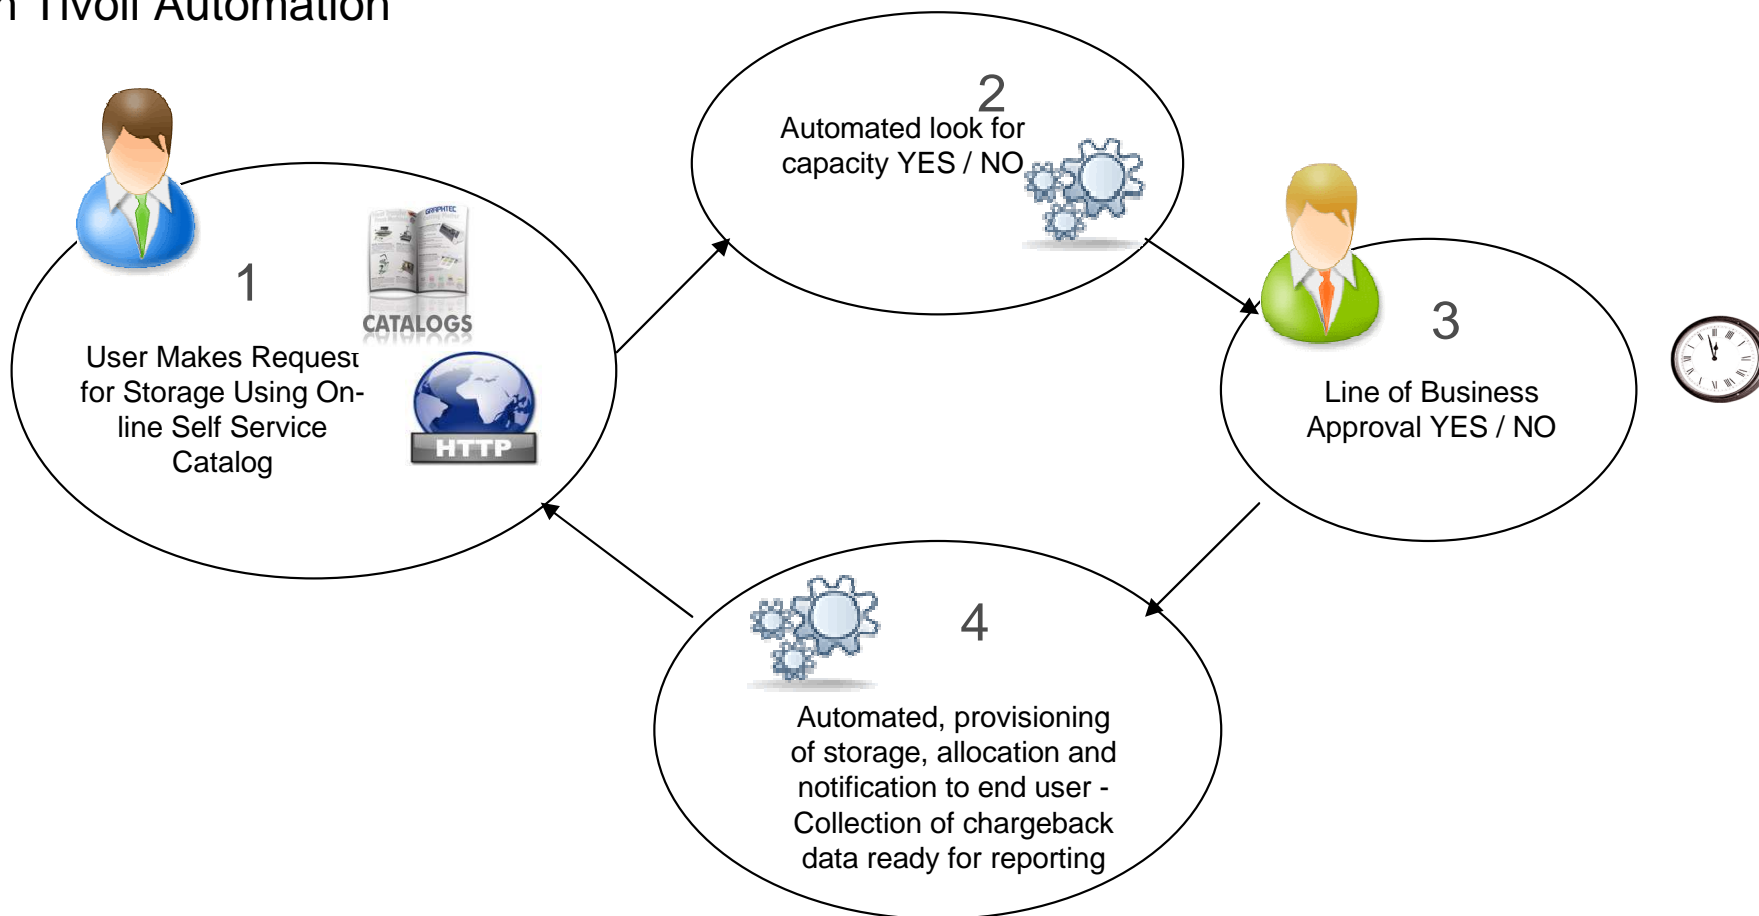 n Tivoli Automation
1
CATALOGS
GRAPHTEC
User Makes Request
for Storage Using On-
line Self Service
Catalog
HTTP
2
Automated look for
capacity YES / NO
3
Line of Business
Approval YES / NO
4
Automated, provisioning
of storage, allocation and
notification to end user -
Collection of chargeback
data ready for reporting